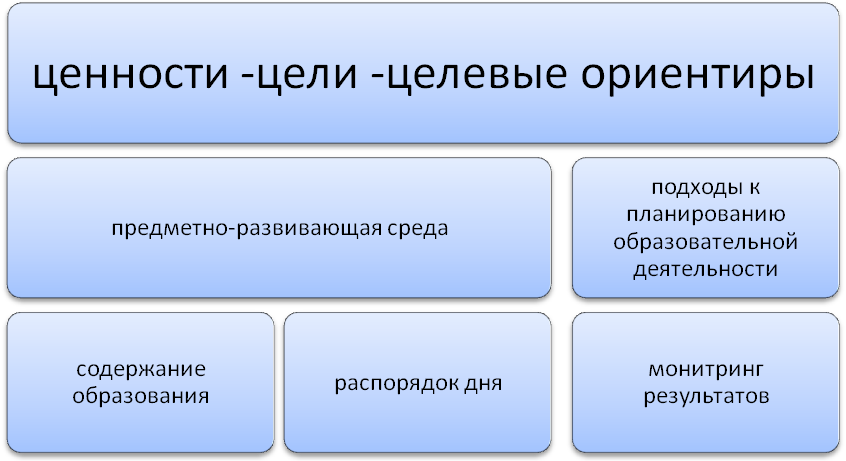 ценности -цели -целевые ориентиры
предметно-развивающая среда
подходы к
планированию
образовательной
деятельности
содержание
образования
распорядок дня
монитринг
результатов